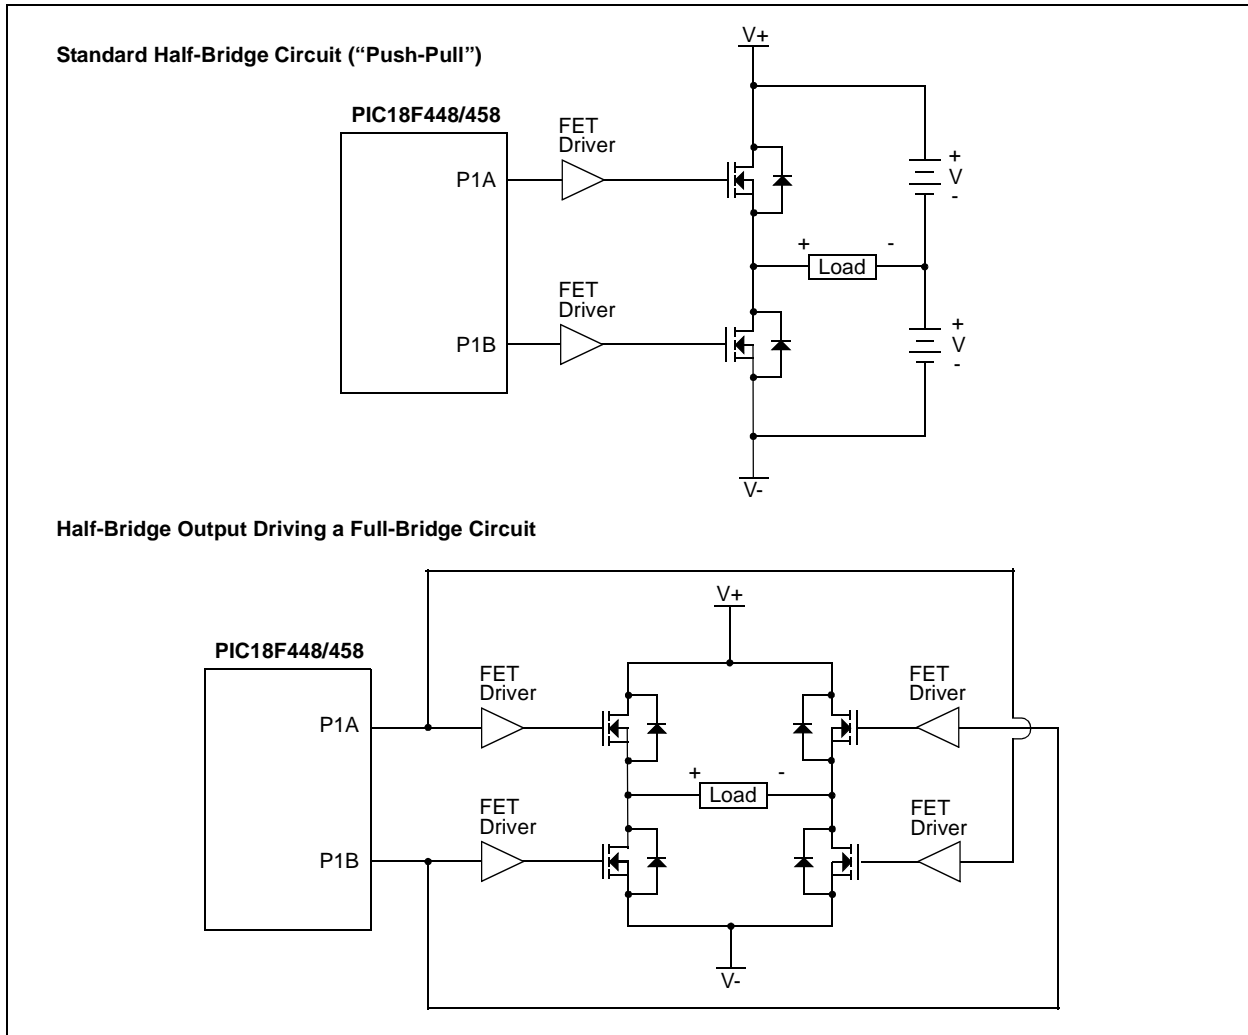 V+
Standard Half-Bridge Circuit (“Push-Pull”)
PIC18F448/458
FET
Driver
P1A
+
V
-
+ -
Load
FET
Driver
P1B
+
V
-
V-
Half-Bridge Output Driving a Full-Bridge Circuit
V+
PIC18F448/458
FET
Driver
FET
Driver
P1A
+ -
Load
FET
Driver
FET
Driver
P1B
V-